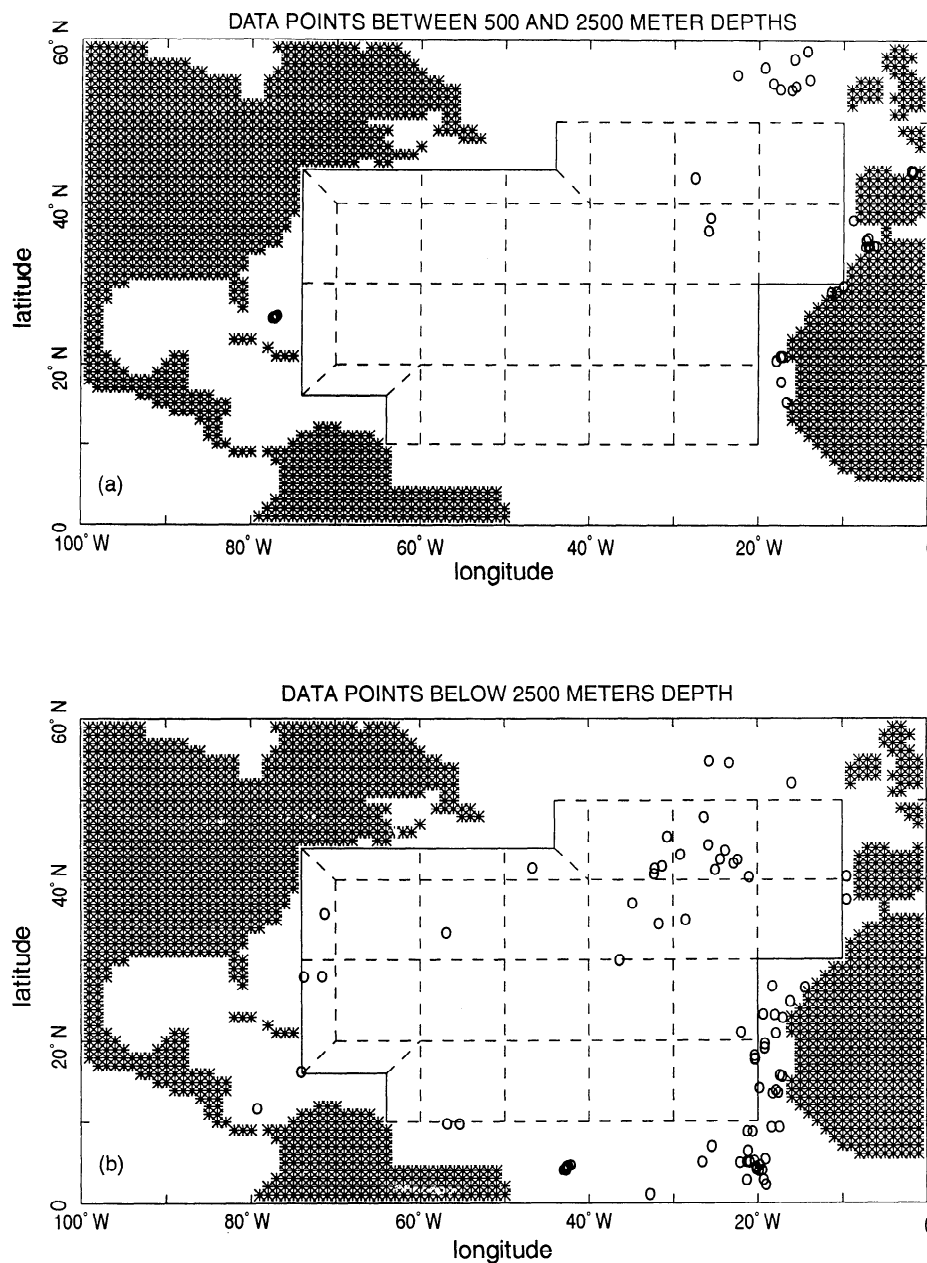 DATA POINTS BETWEEN 500 AND 2500 METER DEPTHS
60° N
40° N
20° N
0
latitude
(a)
100° W 80° W 60° W 40° W 20° W
longitude
DATA POINTS BELOW 2500 METERS DEPTH
60° N
40° N
20° N
0
latitude
(b)
100° W 80° W 60° W 40° W 20° W
longitude